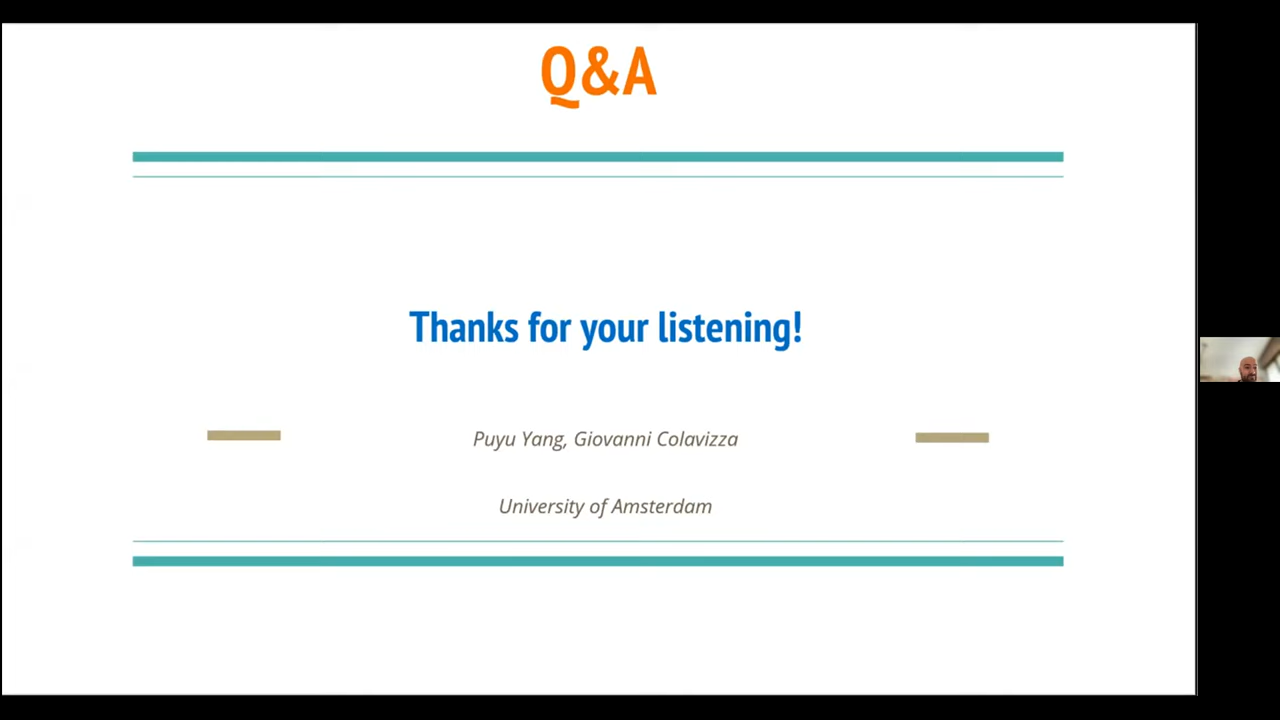 Q&A
Thanks for your listening!
Puyu Yang, Giovanni Colavizza
University of Amsterdam